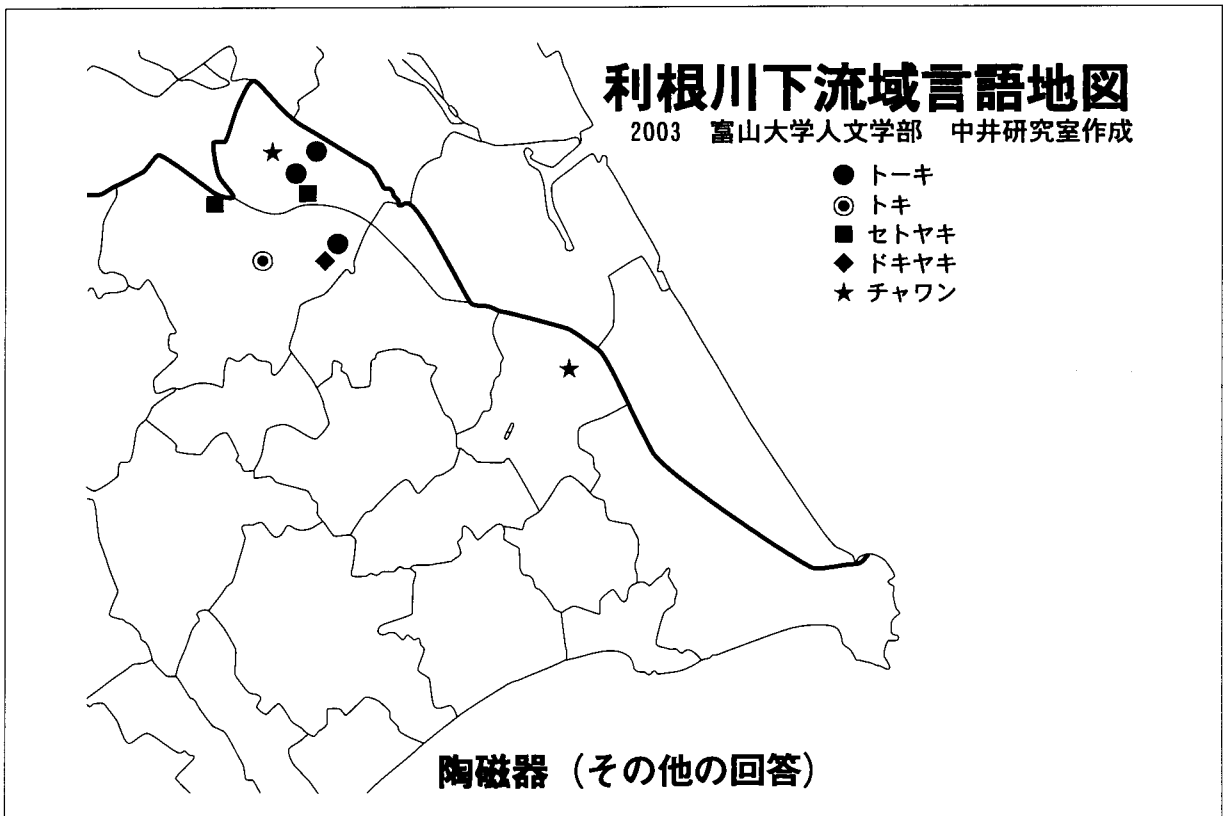 利根川下流域言語地図
2003　富山大学人文学部　中井研究室作成
トーキ
トキ
セトヤキ
ドキヤキ
チャワン
陶磁器（その他の回答）